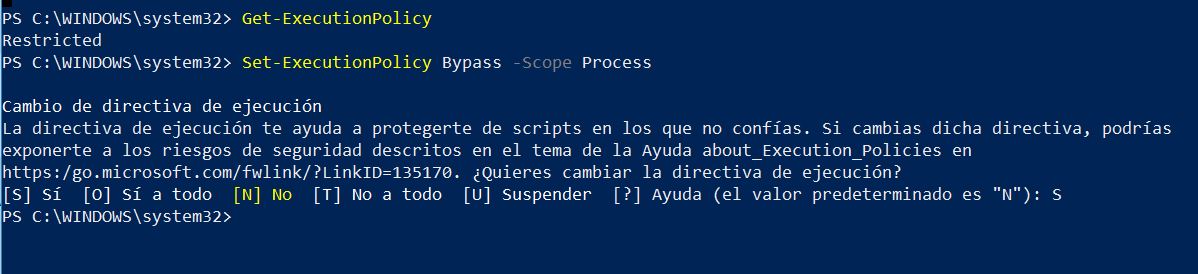 PS C:\WINDOWS\system32> Get-ExecutionPolicy
Restricted
PS C:\WINDOWS\system32> Set-ExecutionPolicy Bypass -Scope Process
Cambio de directiva de ejecución
La directiva de ejecución te ayuda a protegerte de scripts en los que no confías. Si cambias dicha directiva, podrías
exponerte a los riesgos de seguridad descritos en el tema de la Ayuda about_Execution_Policies en
https:/go.microsoft.com/fwlink/?LinkID=135170. ¿Quieres cambiar la directiva de ejecución?
[S] Sí  [O] Sí a todo  [N] No  [T] No a todo  [U] Suspender  [?] Ayuda (el valor predeterminado es "N"): S
PS C:\WINDOWS\system32>